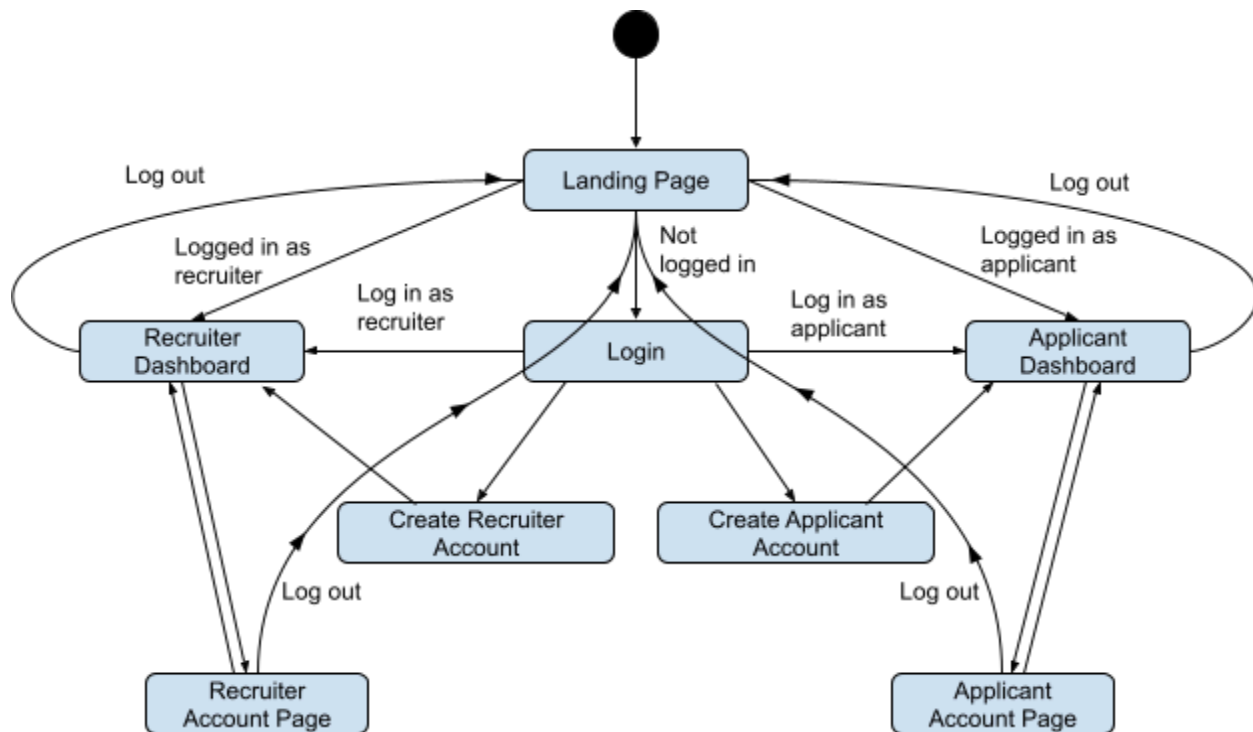 Landing Page
Log out
Log out
Logged in as
recruiter
Not
logged in
Logged in as
applicant
Log in as
recruiter
Log in as
applicant
Recruiter
Dashboard
Login
Applicant
Dashboard
Create Recruiter
Account
Create Applicant
Account
Log out
Log out
Recruiter
Account Page
Applicant
Account Page